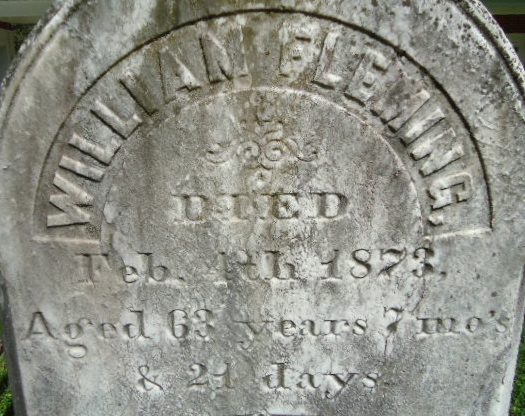 WILLIAM FLEMING.
DIED
Feb. 4th 1873.
Aged 63 years 7 mo's
& 21 days.